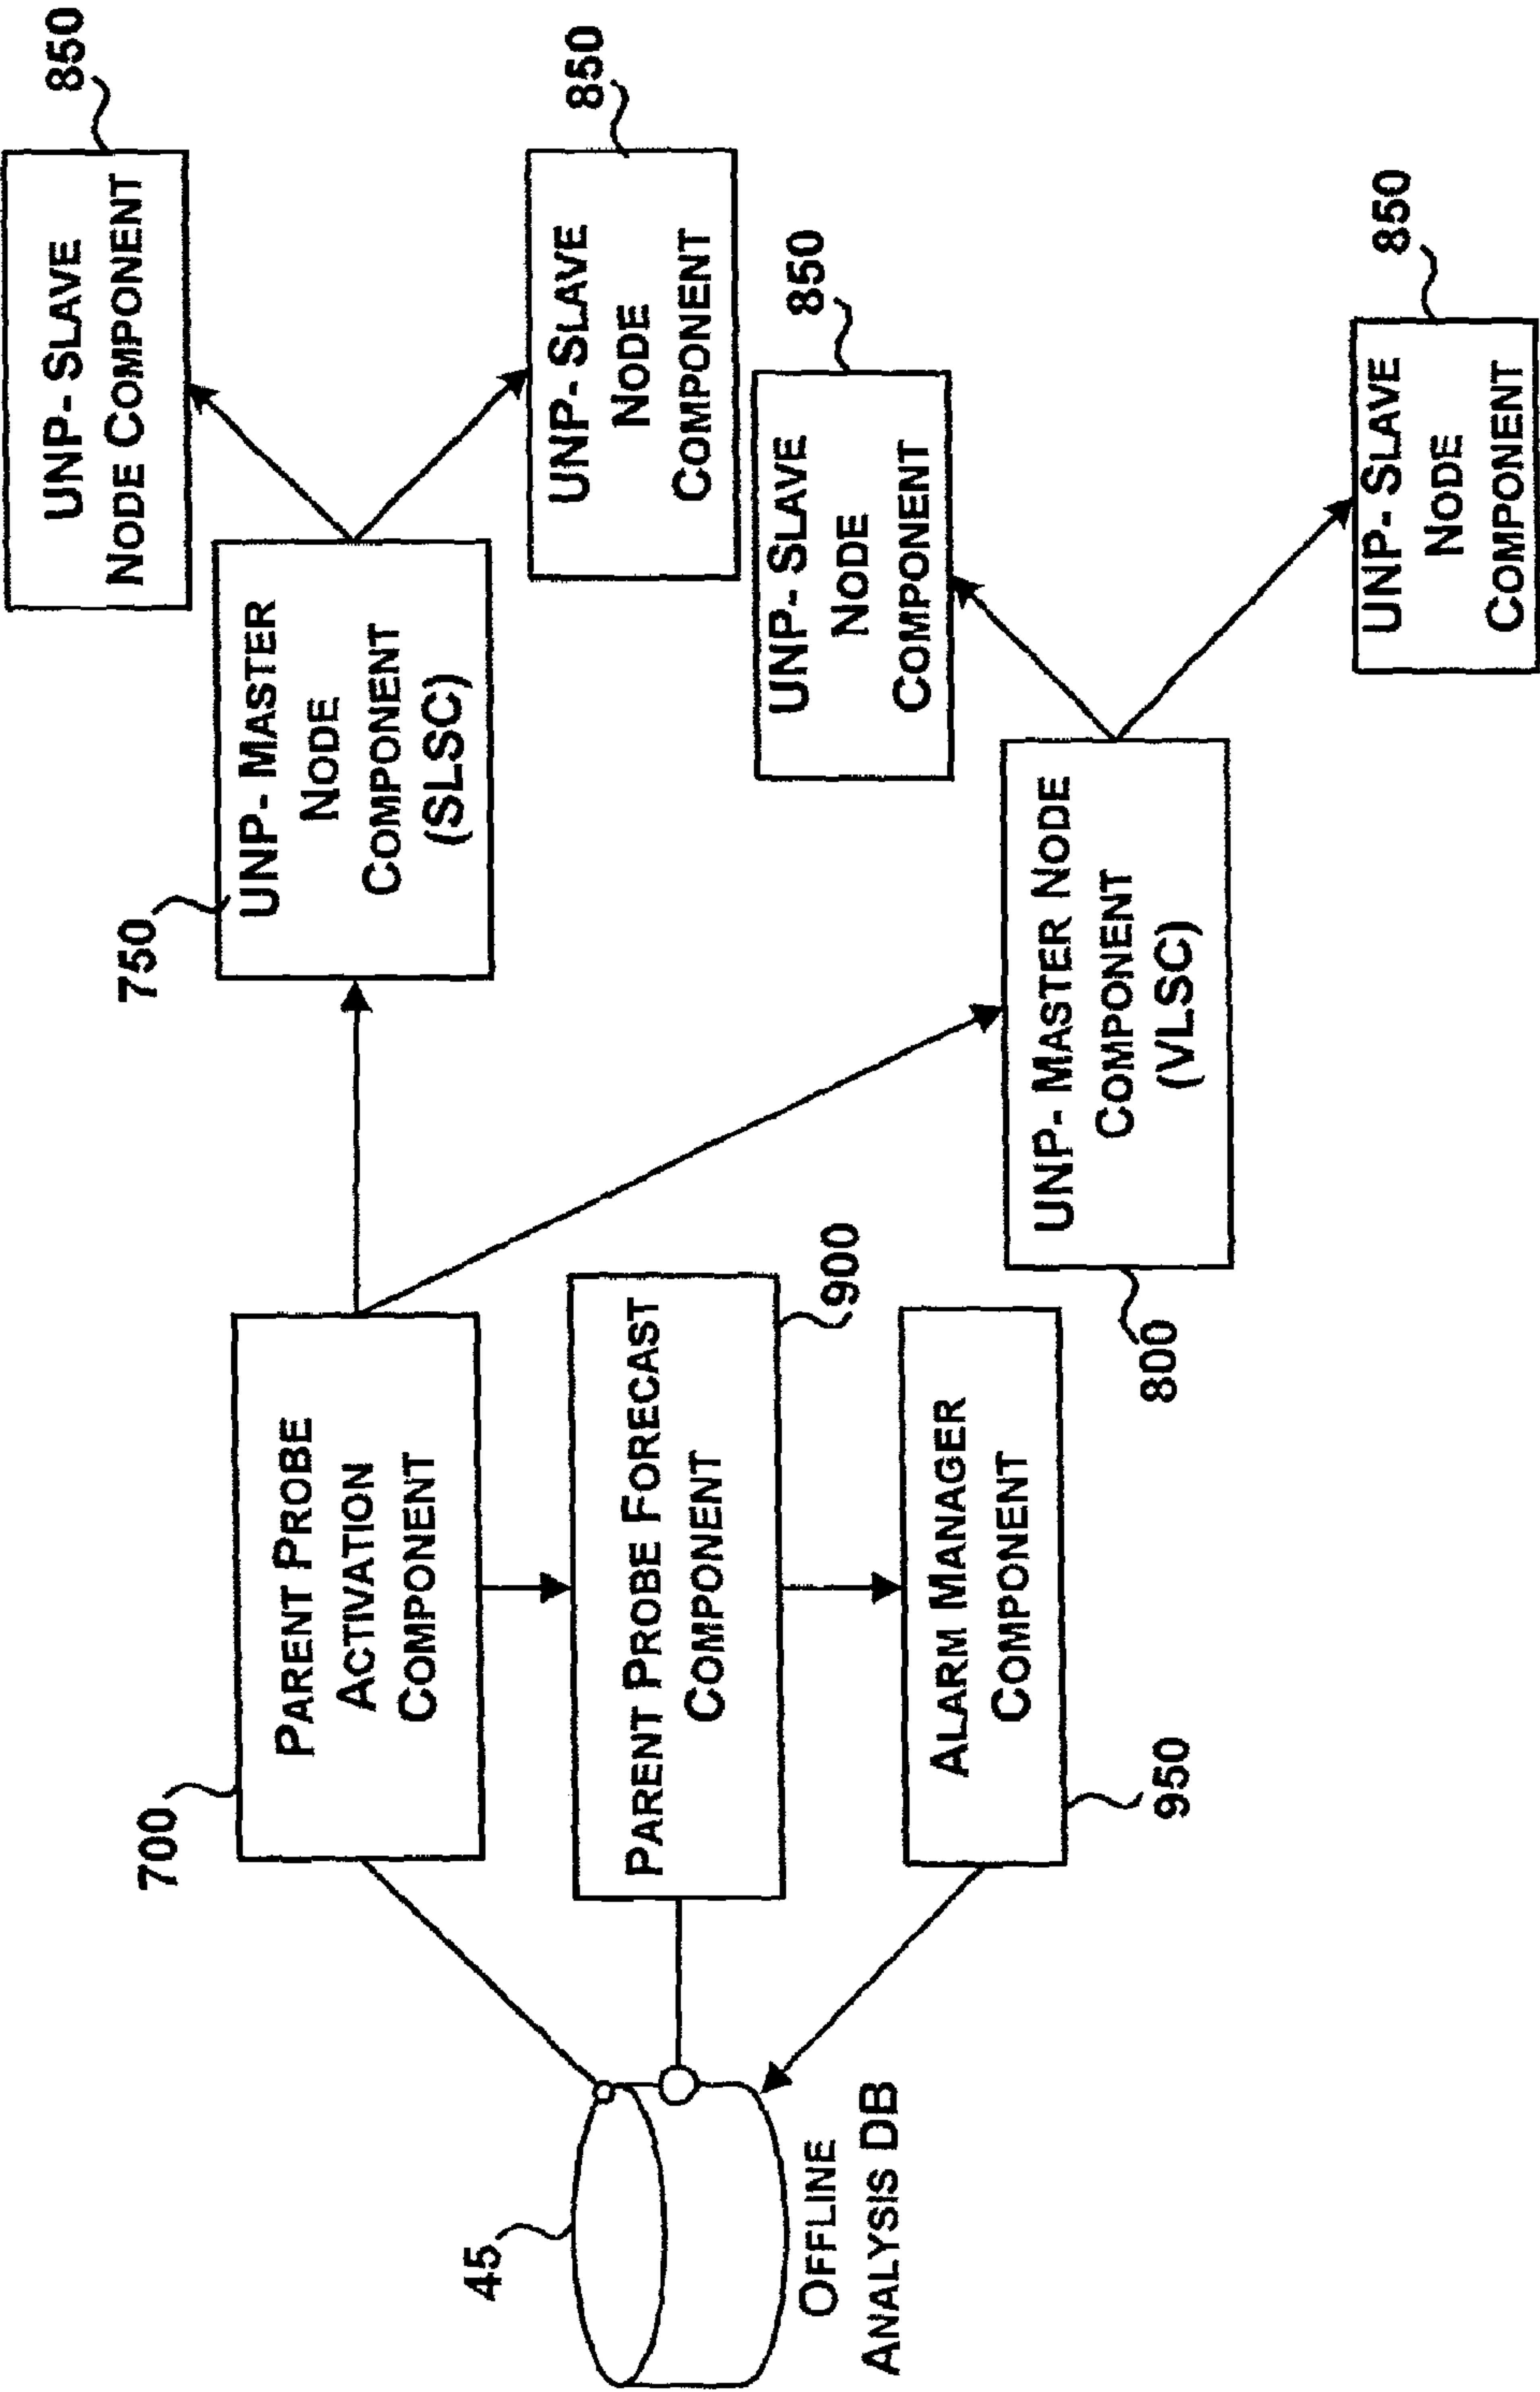 45
OFFLINE
ANALYSIS DB
700
PARENT PROBE
ACTIVATION
COMPONENT
PARENT PROBE FORECAST
COMPONENT
900
ALARM MANAGER
COMPONENT
950
750
UNP-MASTER
NODE
COMPONENT
(SLSC)
UNP-MASTER NODE
COMPONENT
(VLSC)
800
UNP-SLAVE
NODE COMPONENT
850
UNP-SLAVE
NODE
COMPONENT
850
UNP-SLAVE
NODE
COMPONENT
850
UNP-SLAVE
NODE
COMPONENT
850